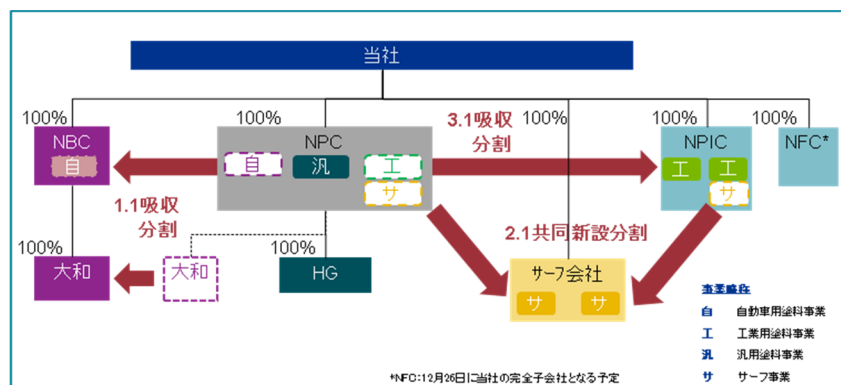 当社
100%
100%
100%
100%
100%
3.1吸収
分割
NBC
自
NPC
自
汎
工
サ
NPIC
工
工
サ
NFC*
1.1吸収
分割
2.1共同新設分割
100%
大和
大和
100%
HG
サーフ会社
サ
サ
事業略称
自 自動車用塗料事業
工 工業用塗料事業
汎 汎用塗料事業
サ サーフ事業
*NFC:12月26日に当社の完全子会社となる予定